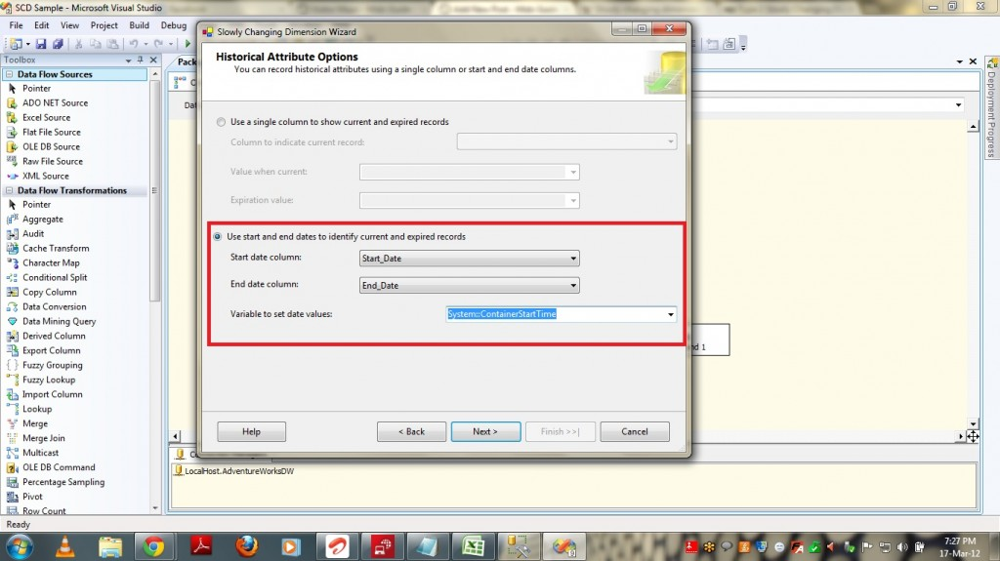 SCD Sample - Microsoft Visual Studio
File Edit View Project Build Debug
Toolbox
Data Flow Sources
Pointer
ADO NET Source
Excel Source
Flat File Source
OLE DB Source
Raw File Source
XML Source
Data Flow Transformations
Pointer
Aggregate
Audit
Cache Transform
Character Map
Conditional Split
Copy Column
Data Conversion
Data Mining Query
Derived Column
Export Column
Fuzzy Grouping
Fuzzy Lookup
Import Column
Lookup
Merge
Merge Join
Multicast
OLE DB Command
Percentage Sampling
Pivot
Row Count
Slowly Changing Dimension Wizard
Historical Attribute Options
You can record historical attributes using a single column or start and end date columns.
Use a single column to show current and expired records
Column to indicate current record:
Value when current:
Expiration value:
Use start and end dates to identify current and expired records
Start date column: Start_Date
End date column: End_Date
Variable to set date values: System::ContainerStartTime
Help < Back Next > Finish >>| Cancel
nd 1
Deployment Progress
LocalHost.AdventureWorksDW
Ready
7:27 PM
17-Mar-12